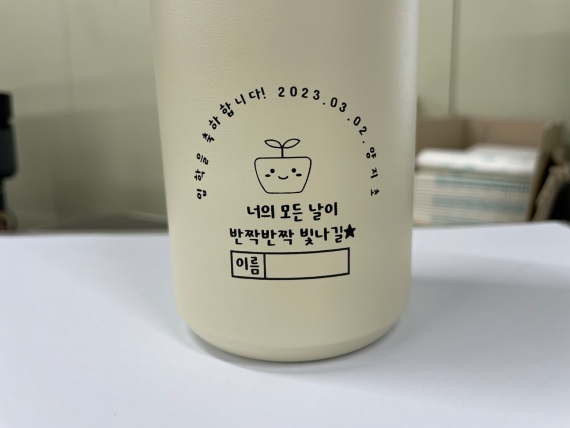 입학을 축하합니다! 2023.03.02. 양지초
너의 모든 날이
반짝반짝 빛나길★
이름